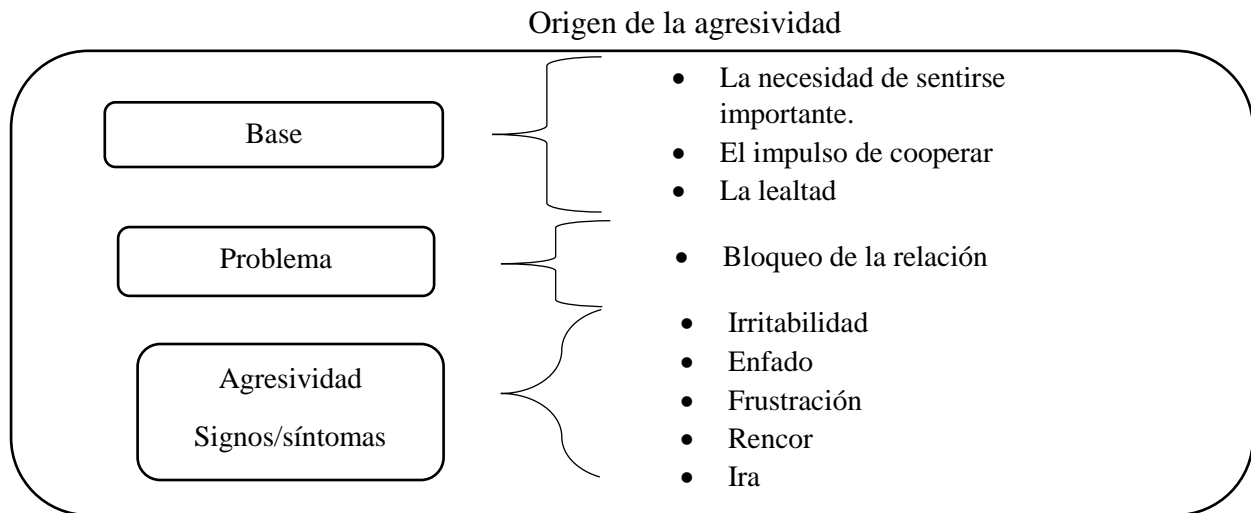 Origen de la agresividad
Base
• La necesidad de sentirse
importante.
• El impulso de cooperar
• La lealtad
Problema
• Bloqueo de la relación
Agresividad
Signos/síntomas
• Irritabilidad
• Enfado
• Frustración
• Rencor
• Ira